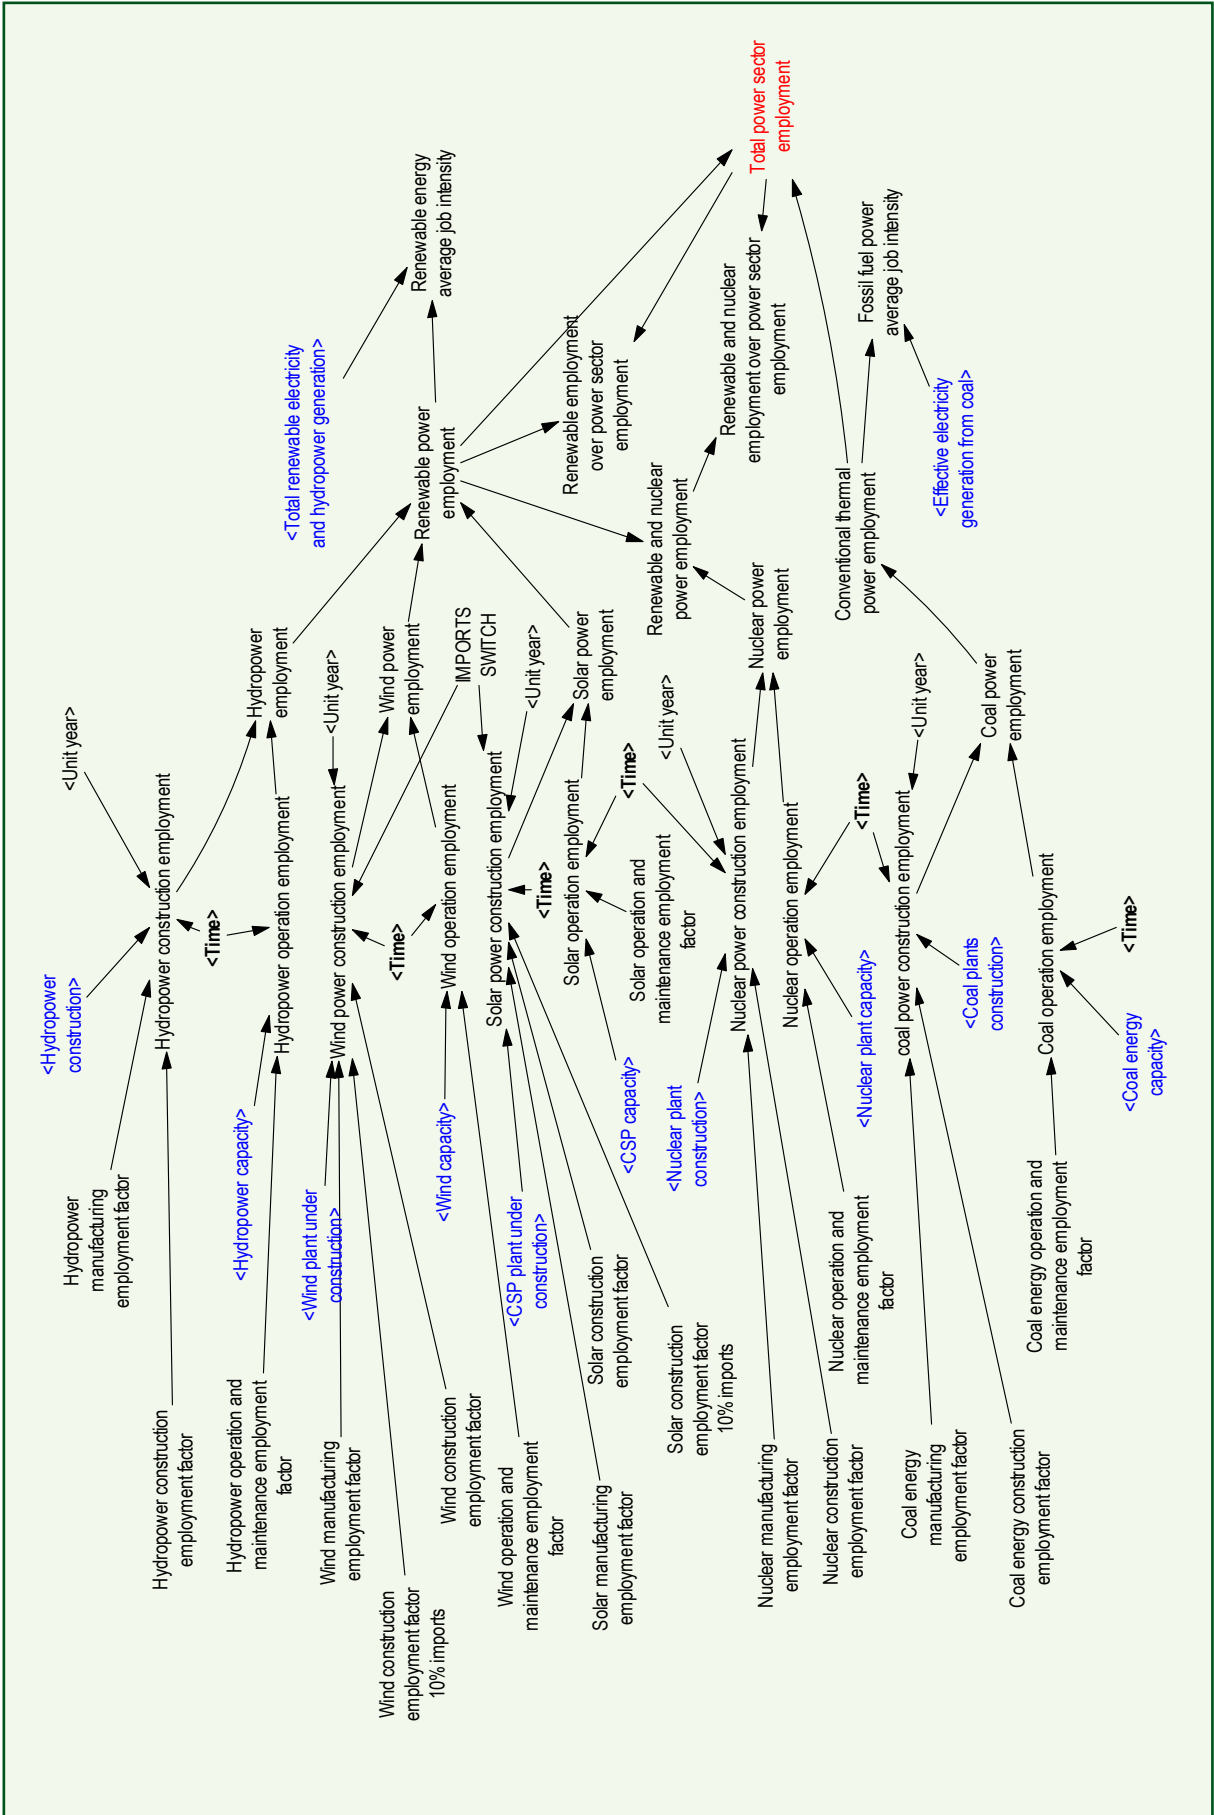 Hydropower construction
employment factor
Hydropower
manufacturing
employment factor
<Hydropower
construction>
Hydropower construction employment
<Unit year>
<Time>
Hydropower operation and
maintenance employment
factor
<Hydropower capacity>
Hydropower operation employment
Hydropower
employment
<Total renewable electricity
and hydropower generation>
Renewable energy
average job intensity
Wind manufacturing
employment factor
<Wind plant under
construction>
Wind power construction employment
<Unit year>
Wind construction
employment factor
10% imports
Wind construction
employment factor
<Time>
Wind power
employment
Renewable power
employment
IMPORTS
SWITCH
<Wind capacity>
Wind operation employment
Wind operation and
maintenance employment
factor
<CSP plant under
construction>
Solar power construction employment
<Unit year>
<Time>
Solar manufacturing
employment factor
Solar construction
employment factor
<CSP capacity>
Solar operation employment
Solar power
employment
Renewable employment
over power sector
employment
Solar construction
employment factor
10% imports
Solar operation and
maintenance employment
factor
<Time>
<Unit year>
Renewable and nuclear
power employment
Renewable and nuclear
employment over power sector
employment
Total power sector
employment
<Nuclear plant
construction>
Nuclear power construction employment
Nuclear power
employment
Nuclear manufacturing
employment factor
Nuclear construction
employment factor
Nuclear operation employment
Nuclear operation and
maintenance employment
factor
<Nuclear plant capacity>
<Time>
Conventional thermal
power employment
Fossil fuel power
average job intensity
Coal energy
manufacturing
employment factor
coal power construction employment
<Unit year>
<Effective electricity
generation from coal>
<Coal plants
construction>
Coal power
employment
Coal energy construction
employment factor
Coal energy operation and
maintenance employment
factor
Coal operation employment
<Coal energy
capacity>
<Time>